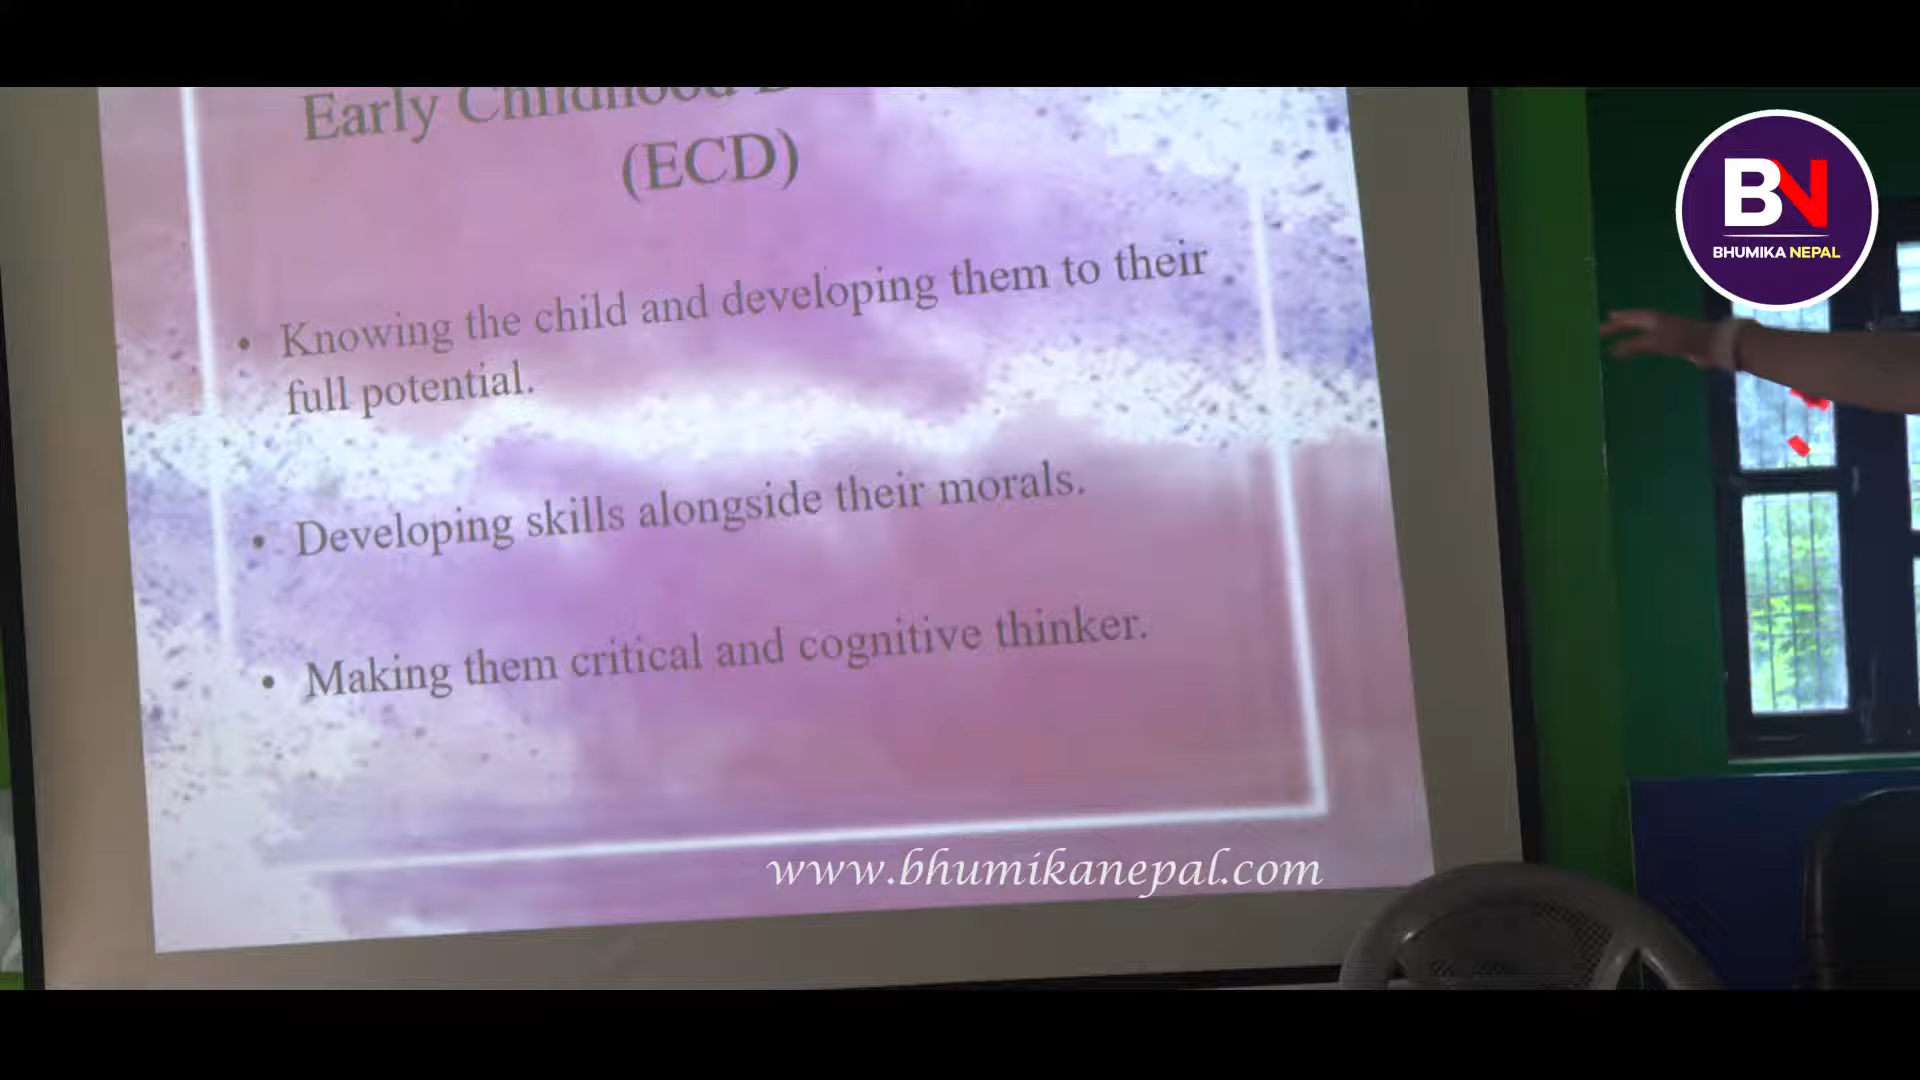 Early Childhood
(ECD)
• Knowing the child and developing them to their
full potential.
• Developing skills alongside their morals.
• Making them critical and cognitive thinker.
www.bhumikanepal.com
BN
BHUMIKA NEPAL